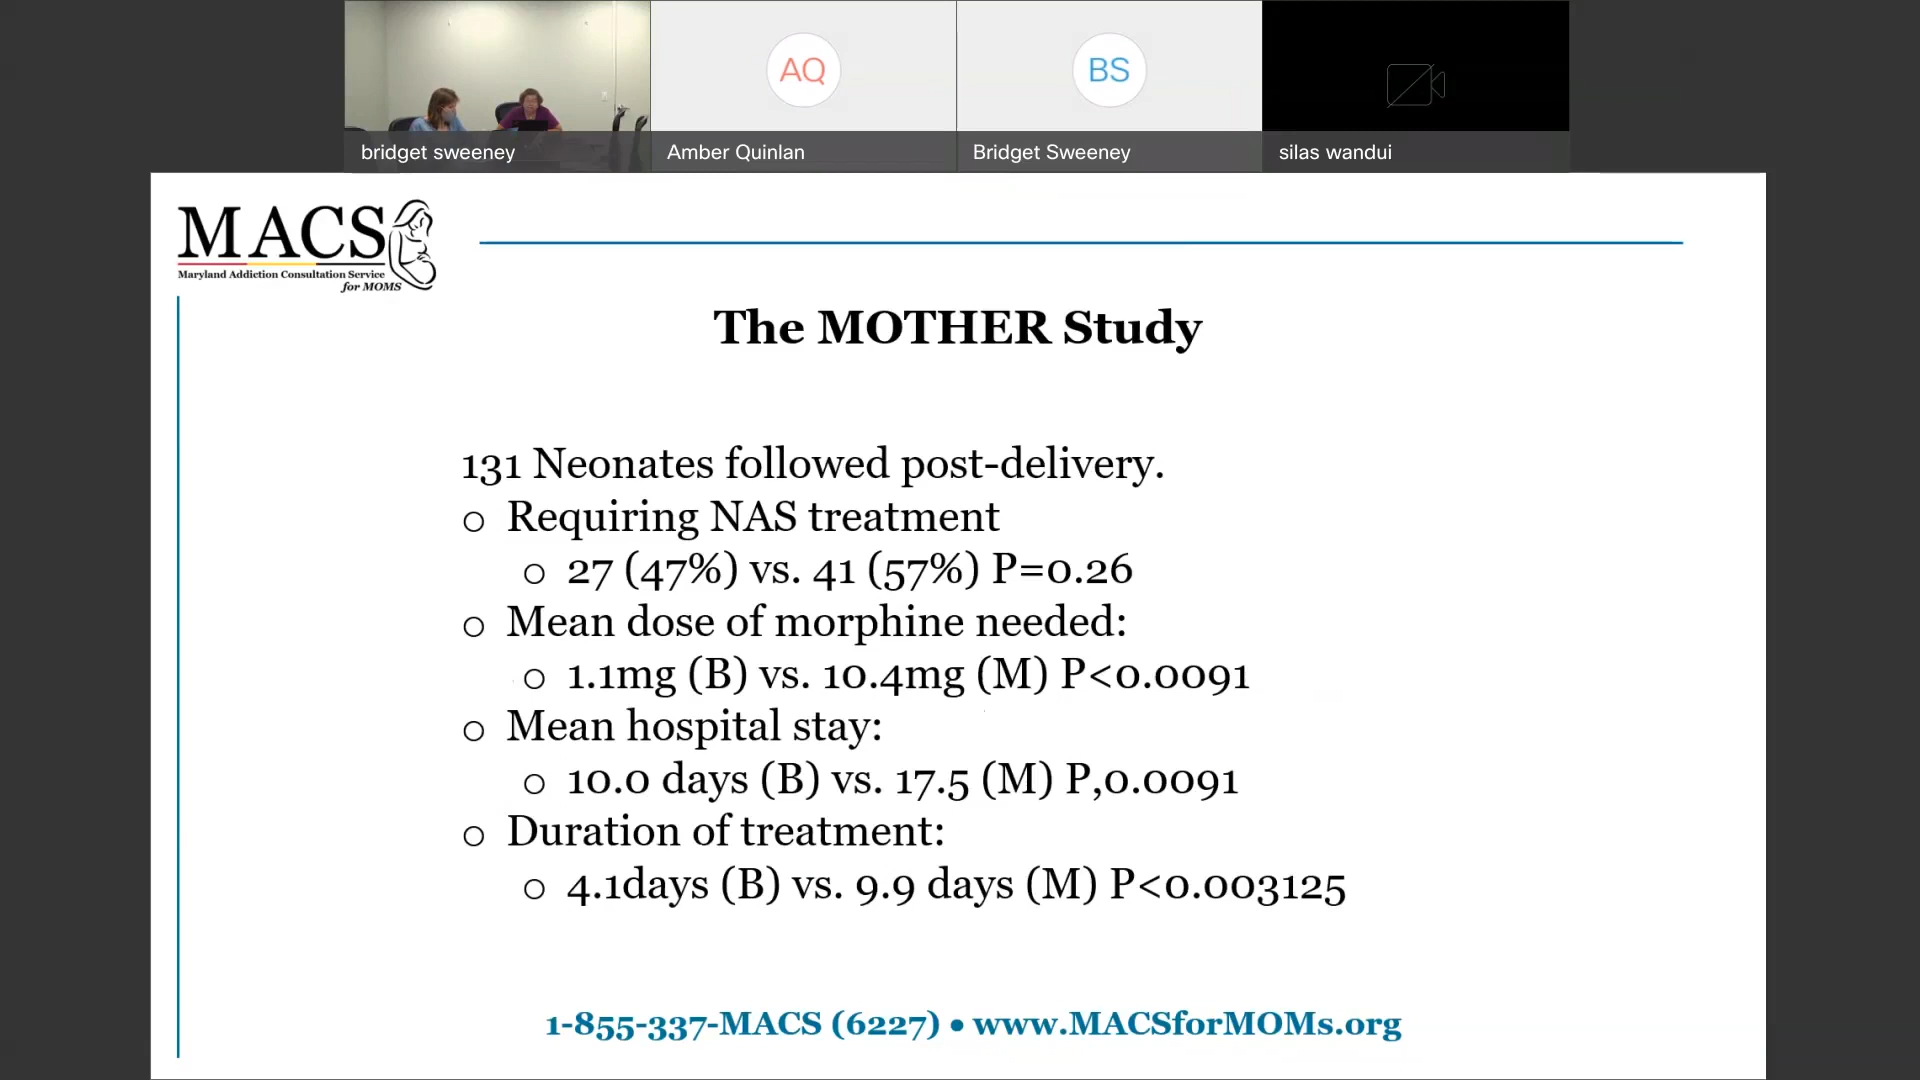 AQ
BS
bridget sweeney
Amber Quinlan
Bridget Sweeney
silas wandui
MACS
Maryland Addiction Consultation Service
for MOMS
The MOTHER Study
131 Neonates followed post-delivery.
o Requiring NAS treatment
o 27 (47%) vs. 41 (57%) P=0.26
o Mean dose of morphine needed:
o 1.1mg (B) vs. 10.4mg (M) P<0.0091
o Mean hospital stay:
o 10.0 days (B) vs. 17.5 (M) P,0.0091
o Duration of treatment:
o 4.1days (B) vs. 9.9 days (M) P<0.003125
1-855-337-MACS (6227) • www.MACSforMOMs.org